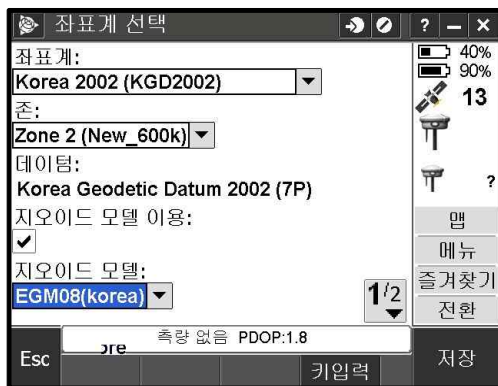 좌표계 선택
? – ×
좌표계:
Korea 2002 (KGD2002)
존:
Zone 2 (New_600k)
데이텀:
Korea Geodetic Datum 2002 (7P)
지오이드 모델 이용:
지오이드 모델:
EGM08(korea)
1/2
40%
90%
13
?
맵
메뉴
즐겨찾기
전환
측량 없음 PDOP:1.8
Esc
키입력
저장